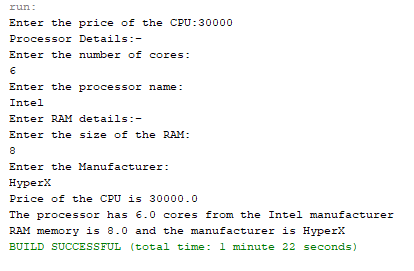 run:
Enter the price of the CPU:30000
Processor Details:-
Enter the number of cores:
6
Enter the processor name:
Intel
Enter RAM details:-
Enter the size of the RAM:
8
Enter the Manufacturer:
HyperX
Price of the CPU is 30000.0
The processor has 6.0 cores from the Intel manufacturer
RAM memory is 8.0 and the manufacturer is HyperX
BUILD SUCCESSFUL (total time: 1 minute 22 seconds)